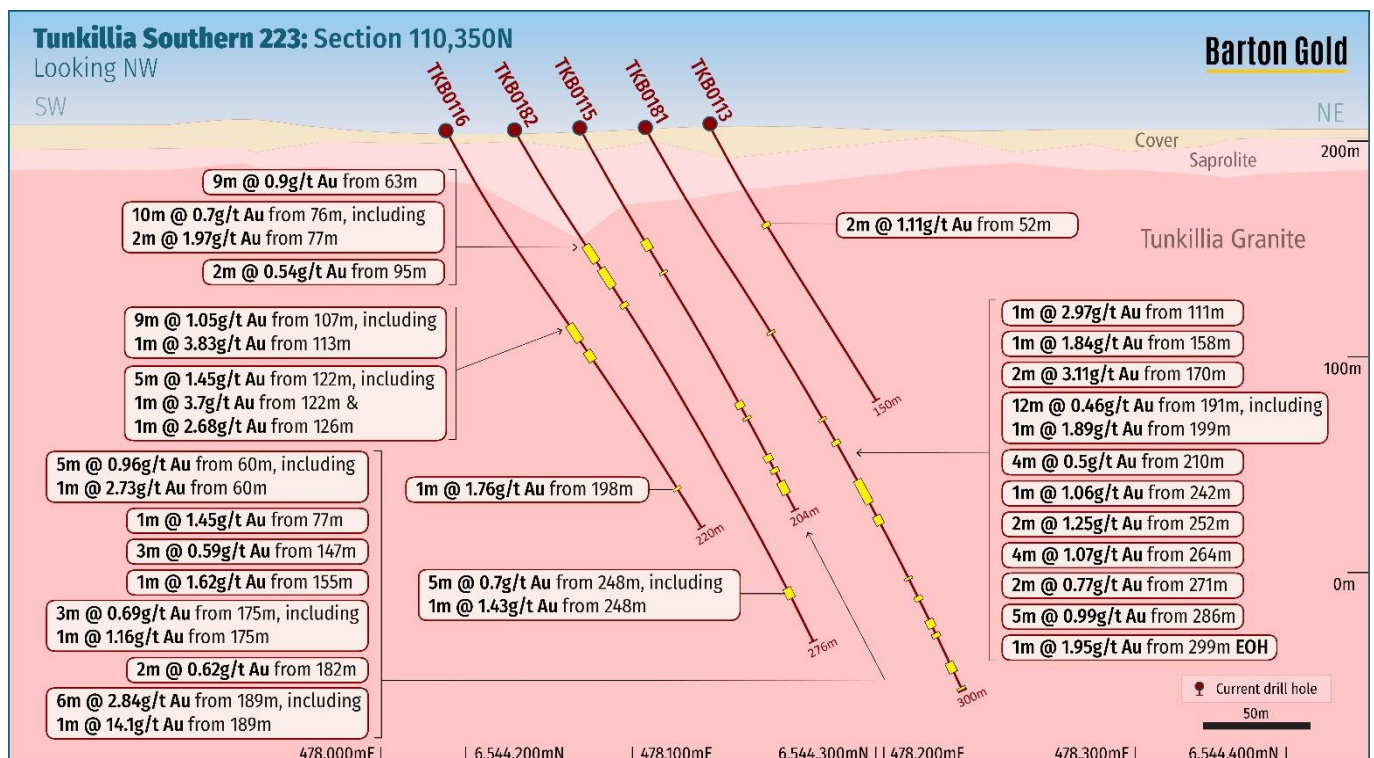 Tunkillia Southern 223: Section 110,350N
Looking NW
Barton Gold
SW
NE
TKB0116
TKB0182
TKB0115
TKB0181
TKB0113
Cover
Saprolite
200m
Tunkillia Granite
9m @ 0.9g/t Au from 63m
10m @ 0.7g/t Au from 76m, including
2m @ 1.97g/t Au from 77m
2m @ 0.54g/t Au from 95m
2m @ 1.11g/t Au from 52m
9m @ 1.05g/t Au from 107m, including
1m @ 3.83g/t Au from 113m
5m @ 1.45g/t Au from 122m, including
1m @ 3.7g/t Au from 122m &
1m @ 2.68g/t Au from 126m
5m @ 0.96g/t Au from 60m, including
1m @ 2.73g/t Au from 60m
1m @ 1.45g/t Au from 77m
3m @ 0.59g/t Au from 147m
1m @ 1.62g/t Au from 155m
3m @ 0.69g/t Au from 175m, including
1m @ 1.16g/t Au from 175m
2m @ 0.62g/t Au from 182m
6m @ 2.84g/t Au from 189m, including
1m @ 14.1g/t Au from 189m
1m @ 1.76g/t Au from 198m
5m @ 0.7g/t Au from 248m, including
1m @ 1.43g/t Au from 248m
220m
276m
204m
300m
150m
1m @ 2.97g/t Au from 111m
1m @ 1.84g/t Au from 158m
2m @ 3.11g/t Au from 170m
12m @ 0.46g/t Au from 191m, including
1m @ 1.89g/t Au from 199m
4m @ 0.5g/t Au from 210m
1m @ 1.06g/t Au from 242m
2m @ 1.25g/t Au from 252m
4m @ 1.07g/t Au from 264m
2m @ 0.77g/t Au from 271m
5m @ 0.99g/t Au from 286m
1m @ 1.95g/t Au from 299m EOH
100m
0m
Current drill hole
50m
478,000mE
6,544,200mN
478,100mE
6,544,300mN
478,200mE
478,300mE
6,544,400mN